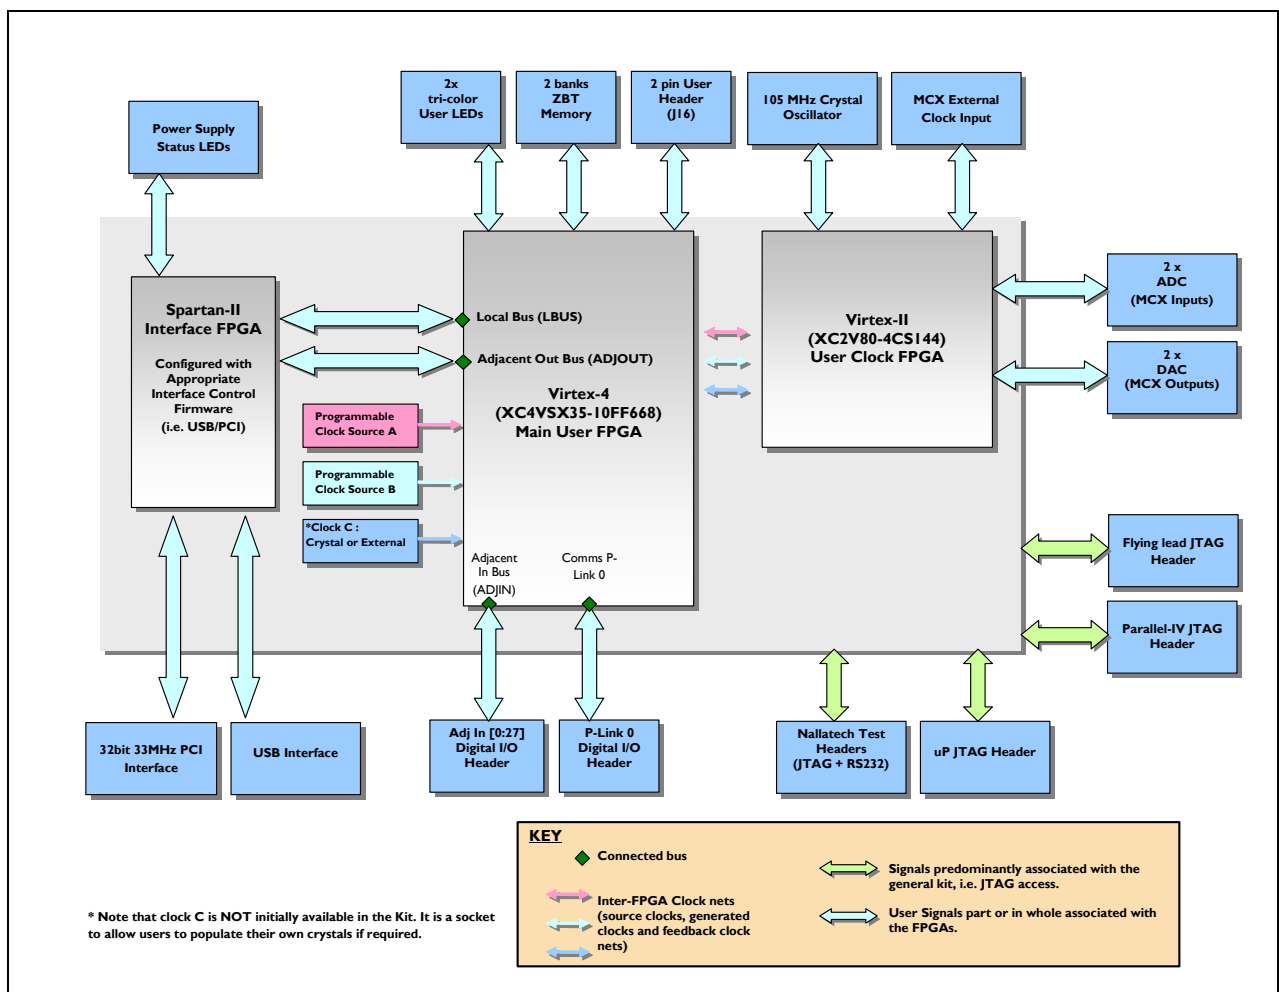 2x
tri-color
User LEDs
2 banks
ZBT
Memory
2 pin User
Header
(J16)
105 MHz Crystal
Oscillator
MCX External
Clock Input
Power Supply
Status LEDs
Spartan-II
Interface FPGA
Configured with
Appropriate
Interface Control
Firmware
(i.e. USB/PCI)
Local Bus (LBUS)
Adjacent Out Bus (ADJOUT)
Virtex-4
(XC4VSX35-10FF668)
Main User FPGA
Programmable
Clock Source A
Programmable
Clock Source B
*Clock C :
Crystal or External
Adjacent
In Bus
(ADJIN)
Comms P-
Link 0
Virtex-II
(XC2V80-4CS144)
User Clock FPGA
2 x
ADC
(MCX Inputs)
2 x
DAC
(MCX Outputs)
Flying lead JTAG
Header
Parallel-IV JTAG
Header
32bit 33MHz PCI
Interface
USB Interface
Adj In [0:27]
Digital I/O
Header
P-Link 0
Digital I/O
Header
Nallatech Test
Headers
(JTAG + RS232)
uP JTAG Header
KEY
Connected bus
Inter-FPGA Clock nets
(source clocks, generated
clocks and feedback clock
nets)
Signals predominantly associated with the
general kit, i.e. JTAG access.
User Signals part or in whole associated with
the FPGAs.
* Note that clock C is NOT initially available in the Kit. It is a socket
to allow users to populate their own crystals if required.